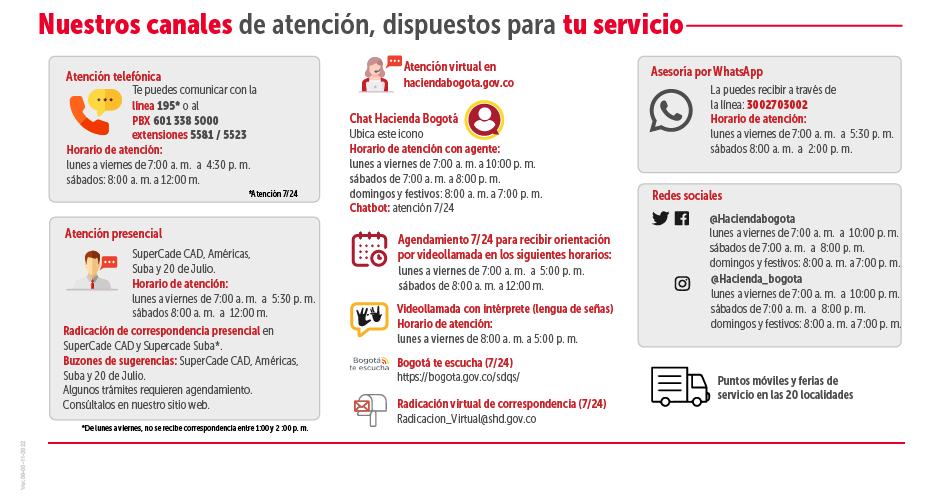 Nuestros canales de atención, dispuestos para tu servicio
Atención telefónica
Te puedes comunicar con la
línea 195* o al
PBX 601 338 5000
extensiones 5581 / 5523
Horario de atención:
lunes a viernes de 7:00 a. m. a 4:30 p. m.
sábados: 8:00 a. m. a 12:00 m.
*Atención 7/24
Atención presencial
SuperCade CAD, Américas,
Suba y 20 de Julio.
Horario de atención:
lunes a viernes de 7:00 a. m. a 5:30 p. m.
sábados 8:00 a. m. a 12:00 m.
Radicación de correspondencia presencial en
SuperCade CAD y Supercade Suba*.
Buzones de sugerencias: SuperCade CAD, Américas,
Suba y 20 de Julio.
Algunos trámites requieren agendamiento.
Consúltalos en nuestro sitio web.
*De lunes a viernes, no se recibe correspondencia entre 1:00 y 2 :00 p. m.
Atención virtual en
haciendabogota.gov.co
Chat Hacienda Bogotá
Ubica este icono
Horario de atención con agente:
lunes a viernes de 7:00 a. m. a 10:00 p. m.
sábados de 7:00 a. m. a 8:00 p. m.
domingos y festivos: 8:00 a. m. a 7:00 p. m.
Chatbot: atención 7/24
Agendamiento 7/24 para recibir orientación
por videollamada en los siguientes horarios:
lunes a viernes de 7:00 a. m. a 5:00 p. m.
sábados de 8:00 a. m. a 12:00 m.
Videollamada con intérprete (lengua de señas)
Horario de atención:
lunes a viernes de 8:00 a. m. a 5:00 p. m.
Bogotá
te escucha
Bogotá te escucha (7/24)
https://bogota.gov.co/sdqs/
Radicación virtual de correspondencia (7/24)
Radicacion_Virtual@shd.gov.co
Asesoría por WhatsApp
La puedes recibir a través de
la línea: 3002703002
Horario de atención:
lunes a viernes de 7:00 a. m. a 5:30 p. m.
sábados 8:00 a. m. a 2:00 p. m.
Redes sociales
@Haciendabogota
lunes a viernes de 7:00 a. m. a 10:00 p. m.
sábados de 7:00 a. m. a 8:00 p. m.
domingos y festivos: 8:00 a. m. a 7:00 p. m.
@Hacienda_bogota
lunes a viernes de 7:00 a. m. a 10:00 p. m.
sábados de 7:00 a. m. a 8:00 p. m.
domingos y festivos: 8:00 a. m. a 7:00 p. m.
Puntos móviles y ferias de
servicio en las 20 localidades